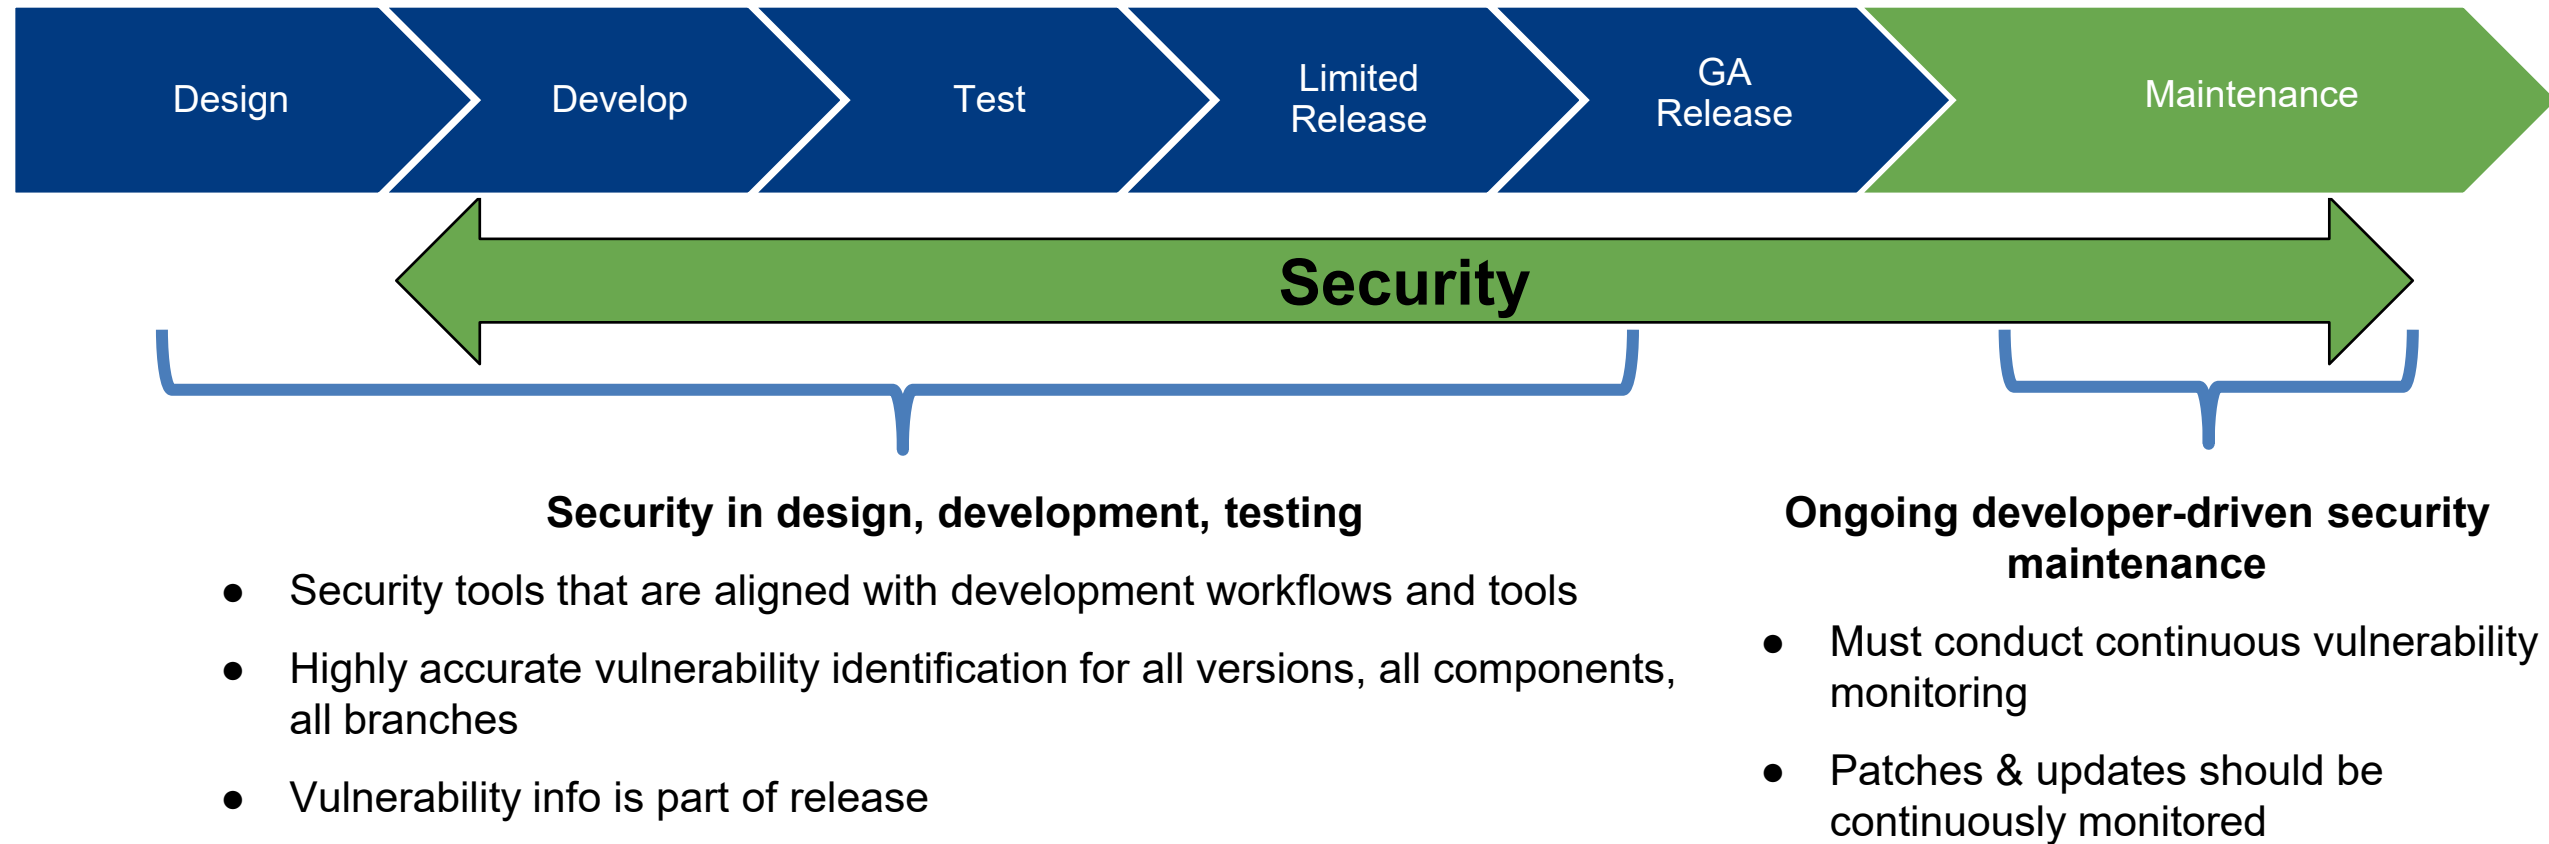 Design
Develop
Test
Limited
Release
GA
Release
Maintenance
Security
Security in design, development, testing
● Security tools that are aligned with development workflows and tools
● Highly accurate vulnerability identification for all versions, all components,
all branches
● Vulnerability info is part of release
Ongoing developer-driven security
maintenance
● Must conduct continuous vulnerability
monitoring
● Patches & updates should be
continuously monitored